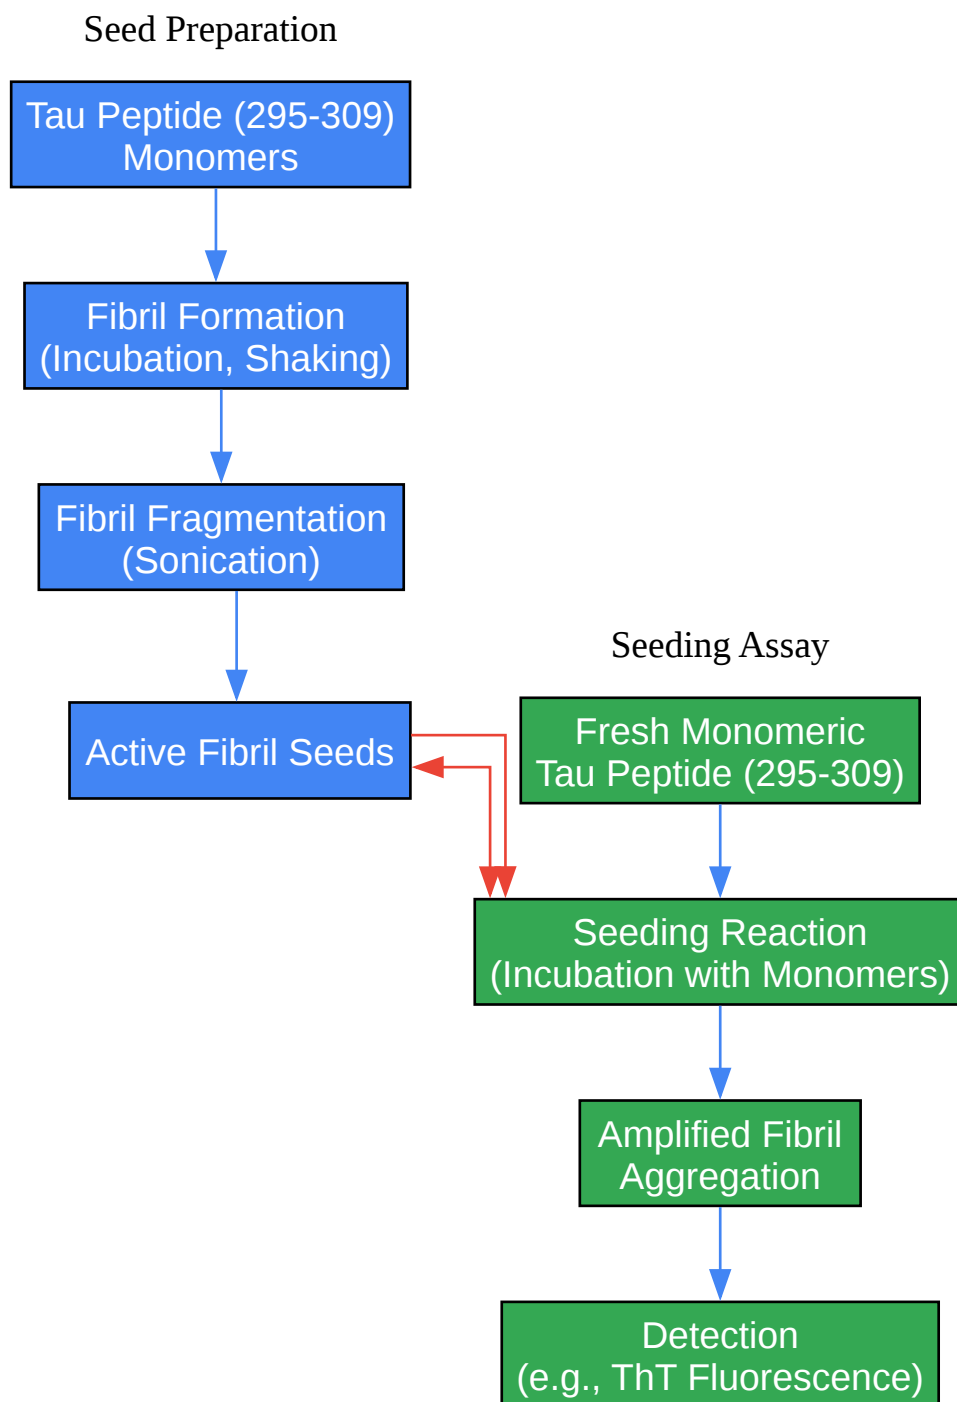 Seed Preparation
Tau Peptide (295-309)
Monomers
Fibril Formation
(Incubation, Shaking)
Fibril Fragmentation
(Sonication)
Active Fibril Seeds
Seeding Assay
Fresh Monomeric
Tau Peptide (295-309)
Seeding Reaction
(Incubation with Monomers)
Amplified Fibril
Aggregation
Detection
(e.g., ThT Fluorescence)